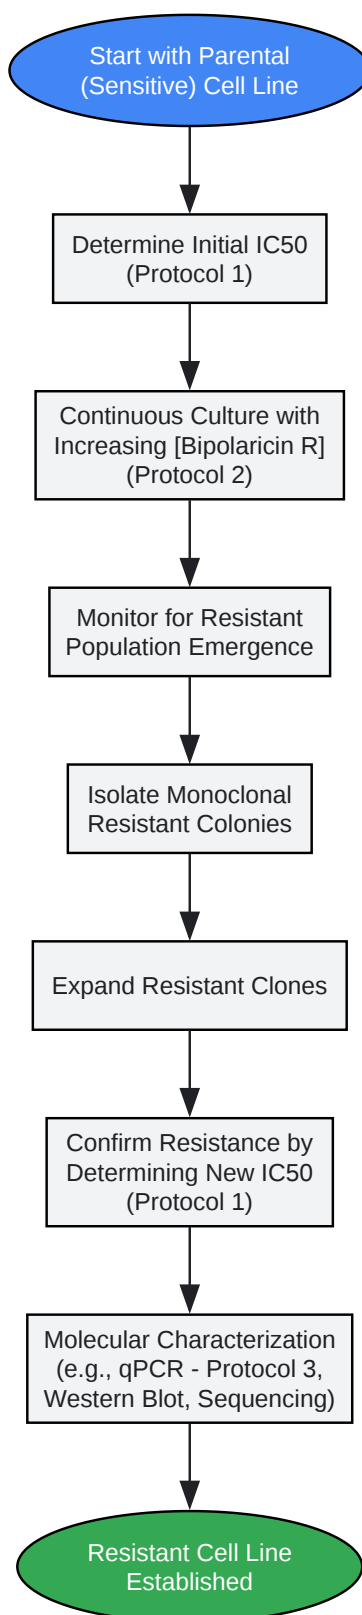 Start with Parental
(Sensitive) Cell Line
Determine Initial IC50
(Protocol 1)
Continuous Culture with
Increasing [Bipolaricin R]
(Protocol 2)
Monitor for Resistant
Population Emergence
Isolate Monoclonal
Resistant Colonies
Expand Resistant Clones
Confirm Resistance by
Determining New IC50
(Protocol 1)
Molecular Characterization
(e.g., qPCR - Protocol 3,
Western Blot, Sequencing)
Resistant Cell Line
Established